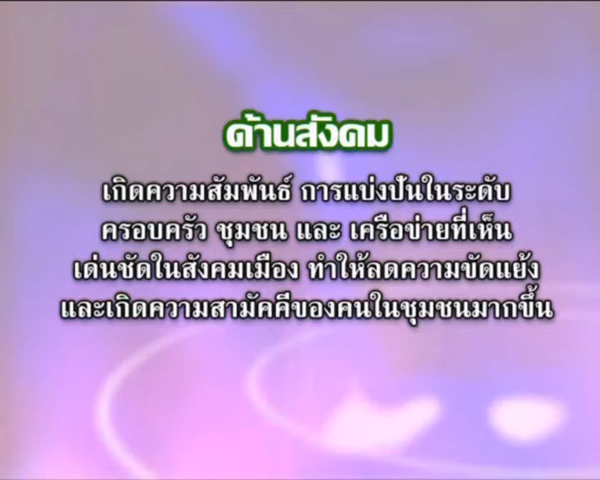 ด้านสังคม
เกิดความสัมพันธ์ การแบ่งปันในระดับ
ครอบครัว ชุมชน และ เครือข่ายที่เห็น
เด่นชัดในสังคมเมือง ทำให้ลดความขัดแย้ง
และเกิดความสามัคคีของคนในชุมชนมากขึ้น